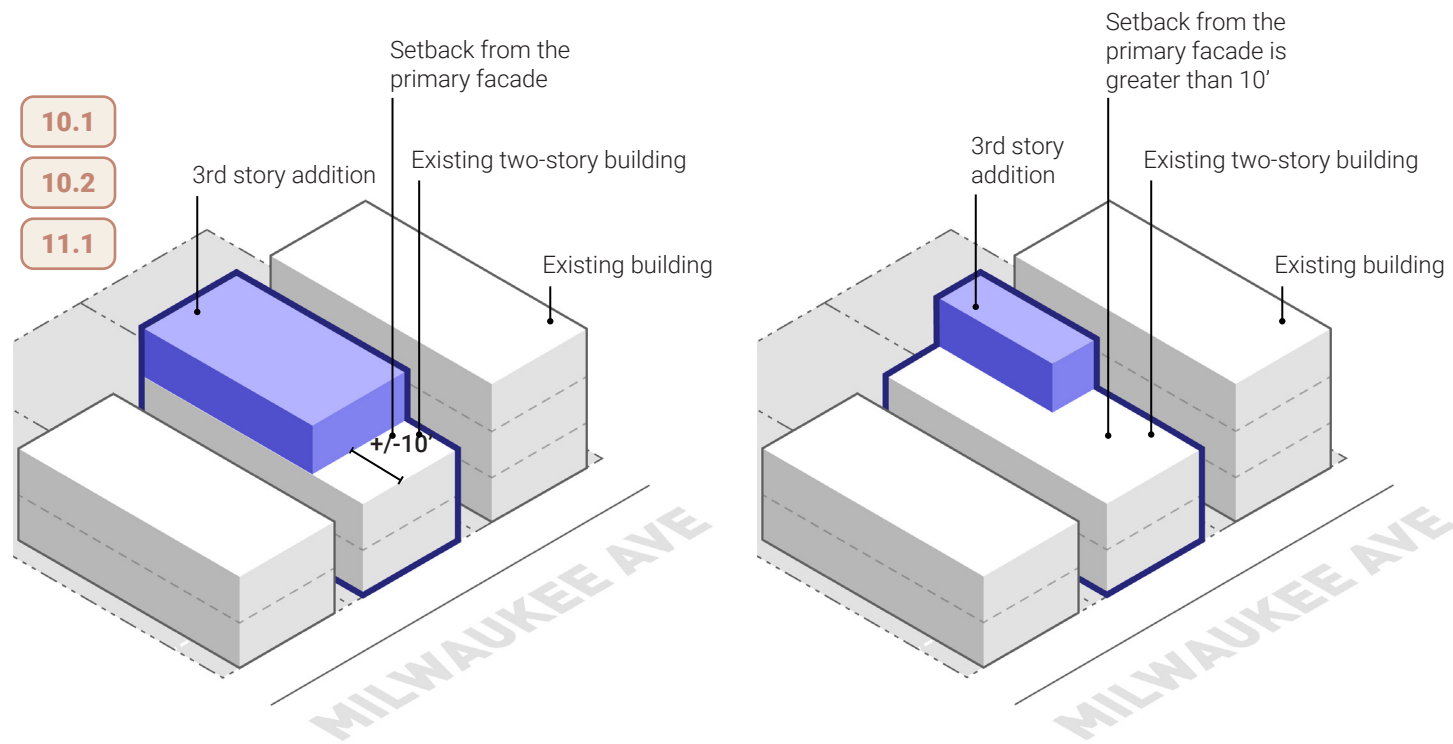 10.1
10.2
11.1
Setback from the
primary facade
3rd story addition
Existing two-story building
Existing building
+/-10’
MILWAUKEE AVE
Setback from the
primary facade is
greater than 10’
3rd story
addition
Existing two-story building
Existing building
MILWAUKEE AVE